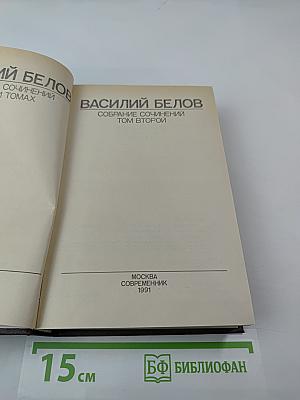 ИЙ БЕЛОВ
СОЧИНЕНИЙ
И ТОМАХ
ВАСИЛИЙ БЕЛОВ
СОБРАНИЕ СОЧИНЕНИЙ
ТОМ ВТОРОЙ
МОСКВА
СОВРЕМЕННИК
1991
15 см
БФ БИБЛИОФАН